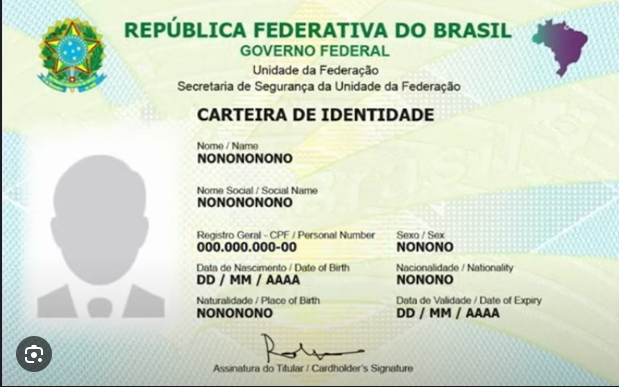 REPÚBLICA FEDERATIVA DO BRASIL
GOVERNO FEDERAL
Unidade da Federação
Secretaria de Segurança da Unidade da Federação
CARTEIRA DE IDENTIDADE
Nome / Name
NONONONONO
Nome Social / Social Name
NONONONONO
Registro Geral - CPF / Personal Number Sexo / Sex
000.000.000-00 NONONO
Data de Nascimento / Date of Birth Nacionalidade / Nationality
DD / MM / AAAA NONONO
Naturalidade / Place of Birth Data de Validade / Date of Expiry
NONONONO DD / MM / AAAA
Assinatura do Titular / Cardholder's Signature